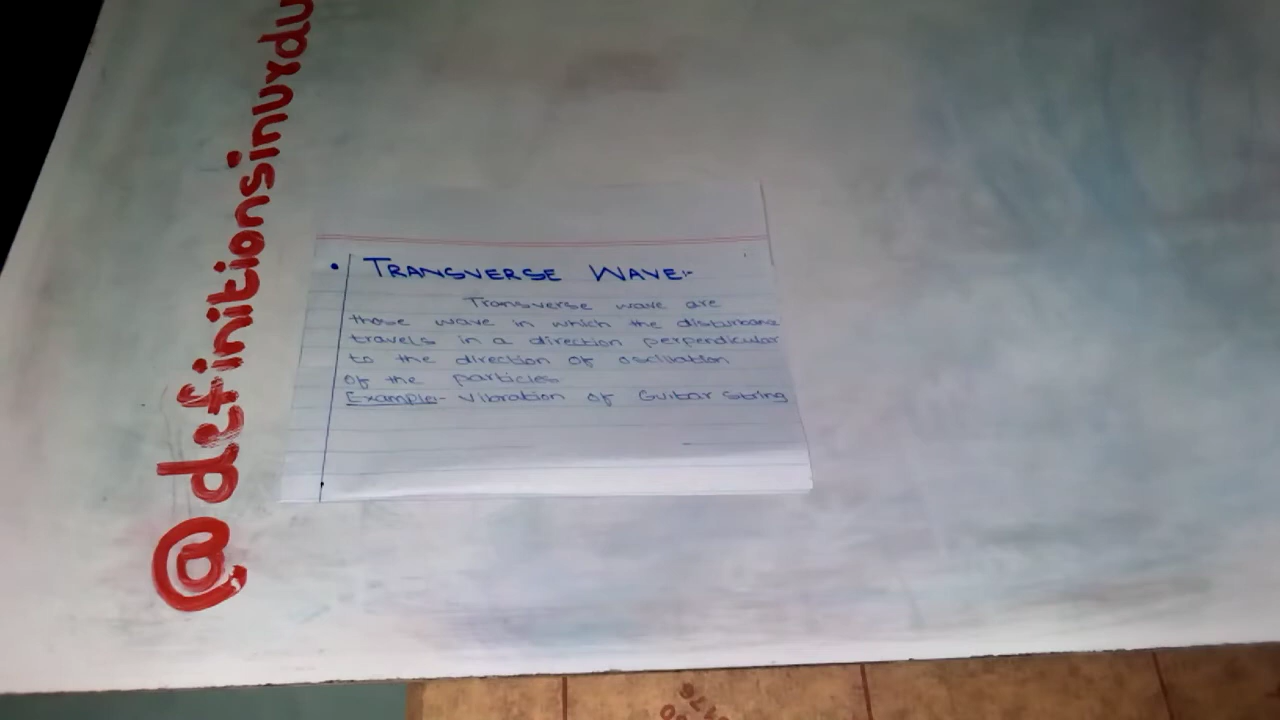 @definitionsinurdu
• TRANSVERSE WAVE:-
Transverse wave are
those wave in which the disturbance
travels in a direction perpendicular
to the direction of oscillation
of the particles
Example:- Vibration of Guitar String